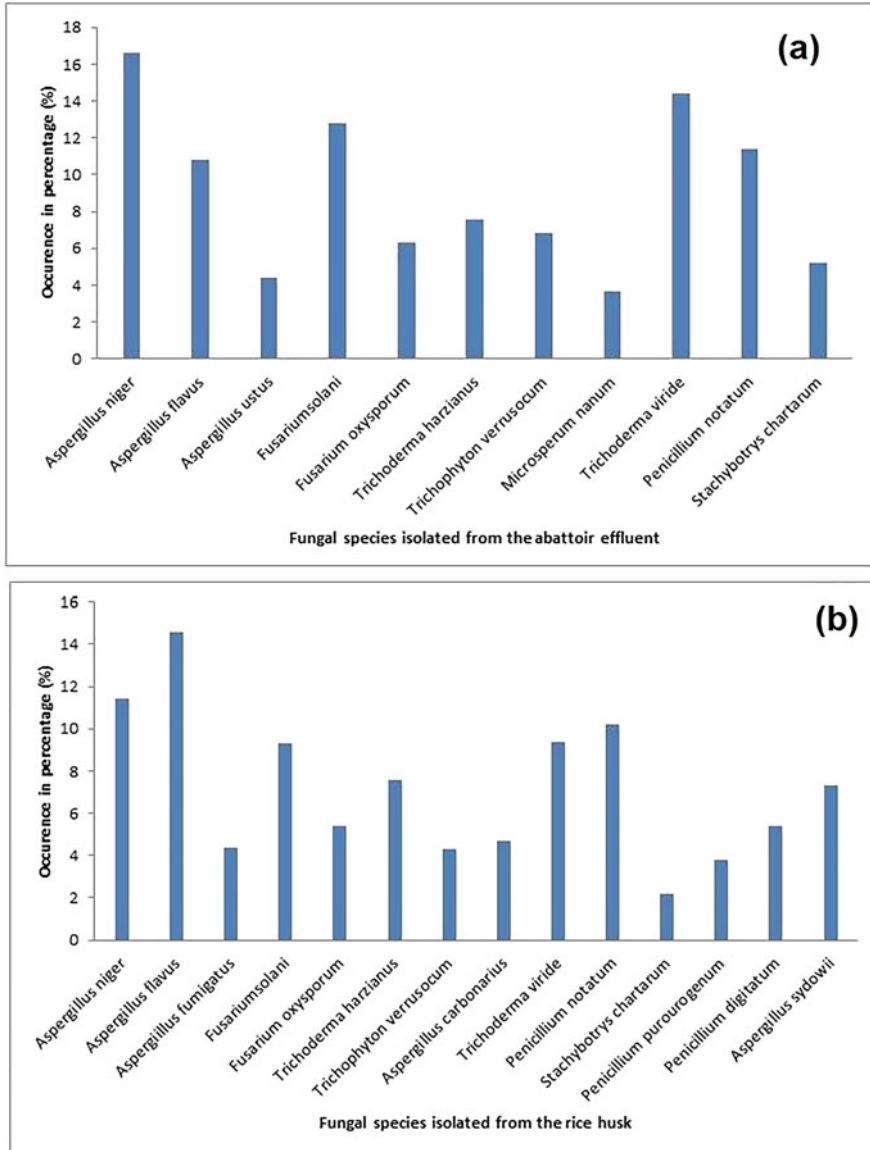 (a)
Occurence in percentage (%)
18
16
14
12
10
8
6
4
2
0
Aspergillus niger
Aspergillus flavus
Aspergillus ustus
Fusariumsolani
Fusarium oxysporum
Trichoderma harzianus
Trichophyton verrusocum
Microsperum nanum
Trichoderma viride
Penicillium notatum
Stachybotrys chartarum
Fungal species isolated from the abattoir effluent
(b)
Occurence in percentage (%)
16
14
12
10
8
6
4
2
0
Aspergillus niger
Aspergillus flavus
Aspergiillus fumigatus
Fusariumsolani
Fusarium oxysporum
Trichoderma harzianus
Trichophyton verrusocum
Aspergillus carbonarius
Trichoderma viride
Penicillium notatum
Stachybotrys chartarum
Penicillium purourogenum
Penicillium digitatum
Aspergillus sydowii
Fungal species isolated from the rice husk